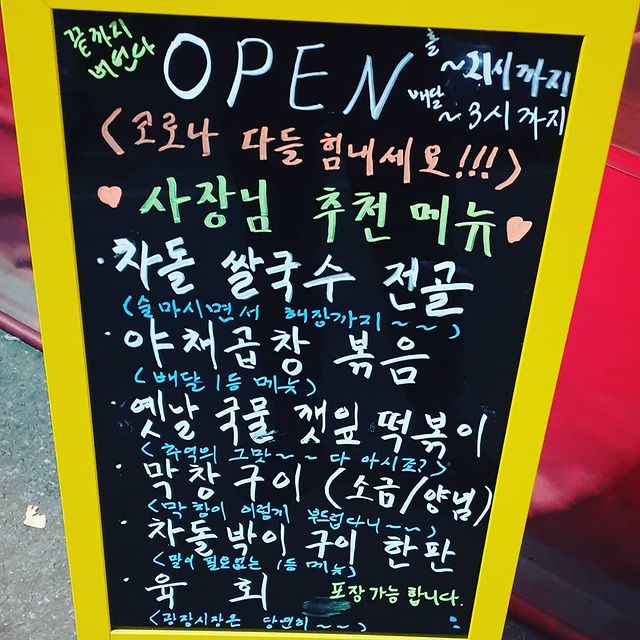 끝까지
버틴다
OPEN
홀 ~21시까지
배달 ~3시까지
<코로나 다들 힘내세요!!!>
사장님 추천 메뉴
·차돌 쌀국수 전골
(술마시면서 해장까지~~)
·야채곱창 볶음
<배달 1등 메뉴>
·옛날 국물 깻잎 떡볶이
<추억의 그맛~~ 다 아시죠?>
·막창구이 (소금/양념)
<막창이 이렇게 부드럽다니~~>
·차돌박이 구이 한판
<말이 필요없는 1등 메뉴>
·육회
포장 가능 합니다.
<광장시장은 당연히~~>